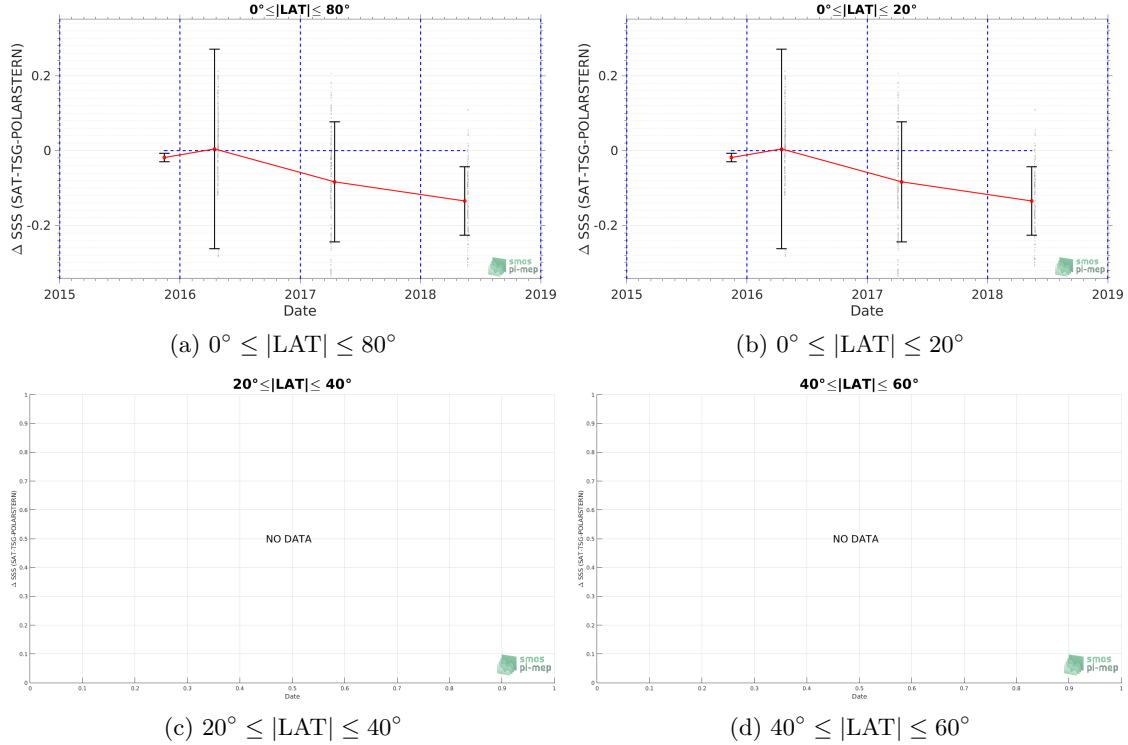 0°≤|LAT|≤ 80°
Δ SSS (SAT-TSG-POLARSTERN)
0.2
0
-0.2
2015 2016 2017 2018 2019
Date
smos
pi-mep
(a) 0° ≤ |LAT| ≤ 80°
0°≤|LAT|≤ 20°
Δ SSS (SAT-TSG-POLARSTERN)
0.2
0
-0.2
2015 2016 2017 2018 2019
Date
smos
pi-mep
(b) 0° ≤ |LAT| ≤ 20°
20°≤|LAT|≤ 40°
Δ SSS (SAT-TSG-POLARSTERN)
1
0.9
0.8
0.7
0.6
0.5
0.4
0.3
0.2
0.1
0
NO DATA
0 0.1 0.2 0.3 0.4 0.5 0.6 0.7 0.8 0.9 1
Date
smos
pi-mep
(c) 20° ≤ |LAT| ≤ 40°
40°≤|LAT|≤ 60°
Δ SSS (SAT-TSG-POLARSTERN)
1
0.9
0.8
0.7
0.6
0.5
0.4
0.3
0.2
0.1
0
NO DATA
0 0.1 0.2 0.3 0.4 0.5 0.6 0.7 0.8 0.9 1
Date
smos
pi-mep
(d) 40° ≤ |LAT| ≤ 60°